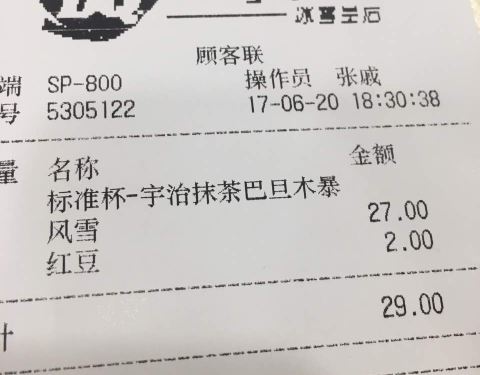 冰雪皇后
顾客联
端 SP-800 操作员 张戚
号 5305122 17-06-20 18:30:38
量 名称 金额
标准杯-宇治抹茶巴旦木暴
风雪 27.00
红豆 2.00
计 29.00